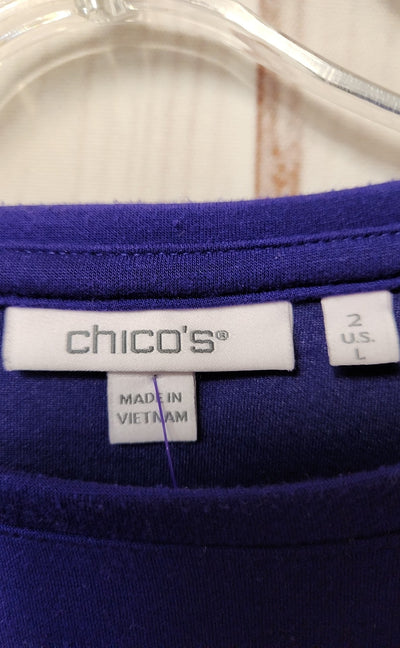 chico's®
2
U.S.
L
MADE IN
VIETNAM